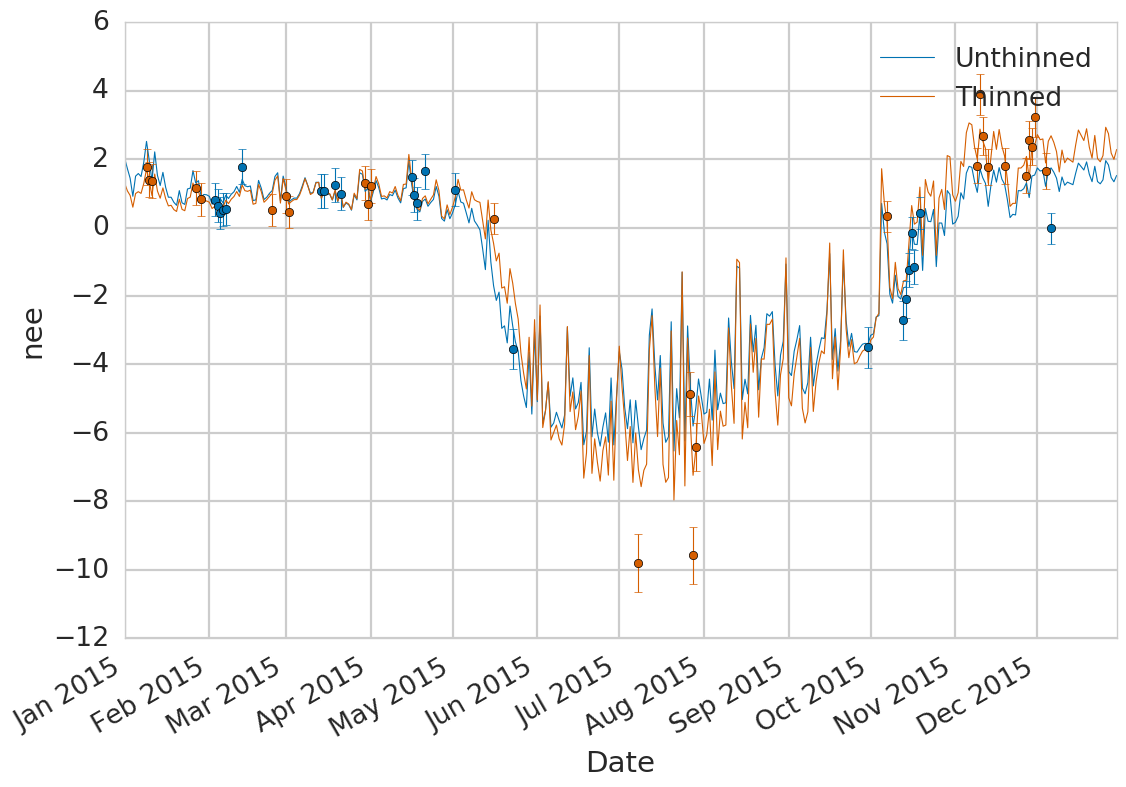 6
4
2
0
−2
−4
−6
−8
−10
−12
nee
Unthinned
Thinned
Jan 2015
Feb 2015
Mar 2015
Apr 2015
May 2015
Jun 2015
Jul 2015
Aug 2015
Sep 2015
Oct 2015
Nov 2015
Dec 2015
Date